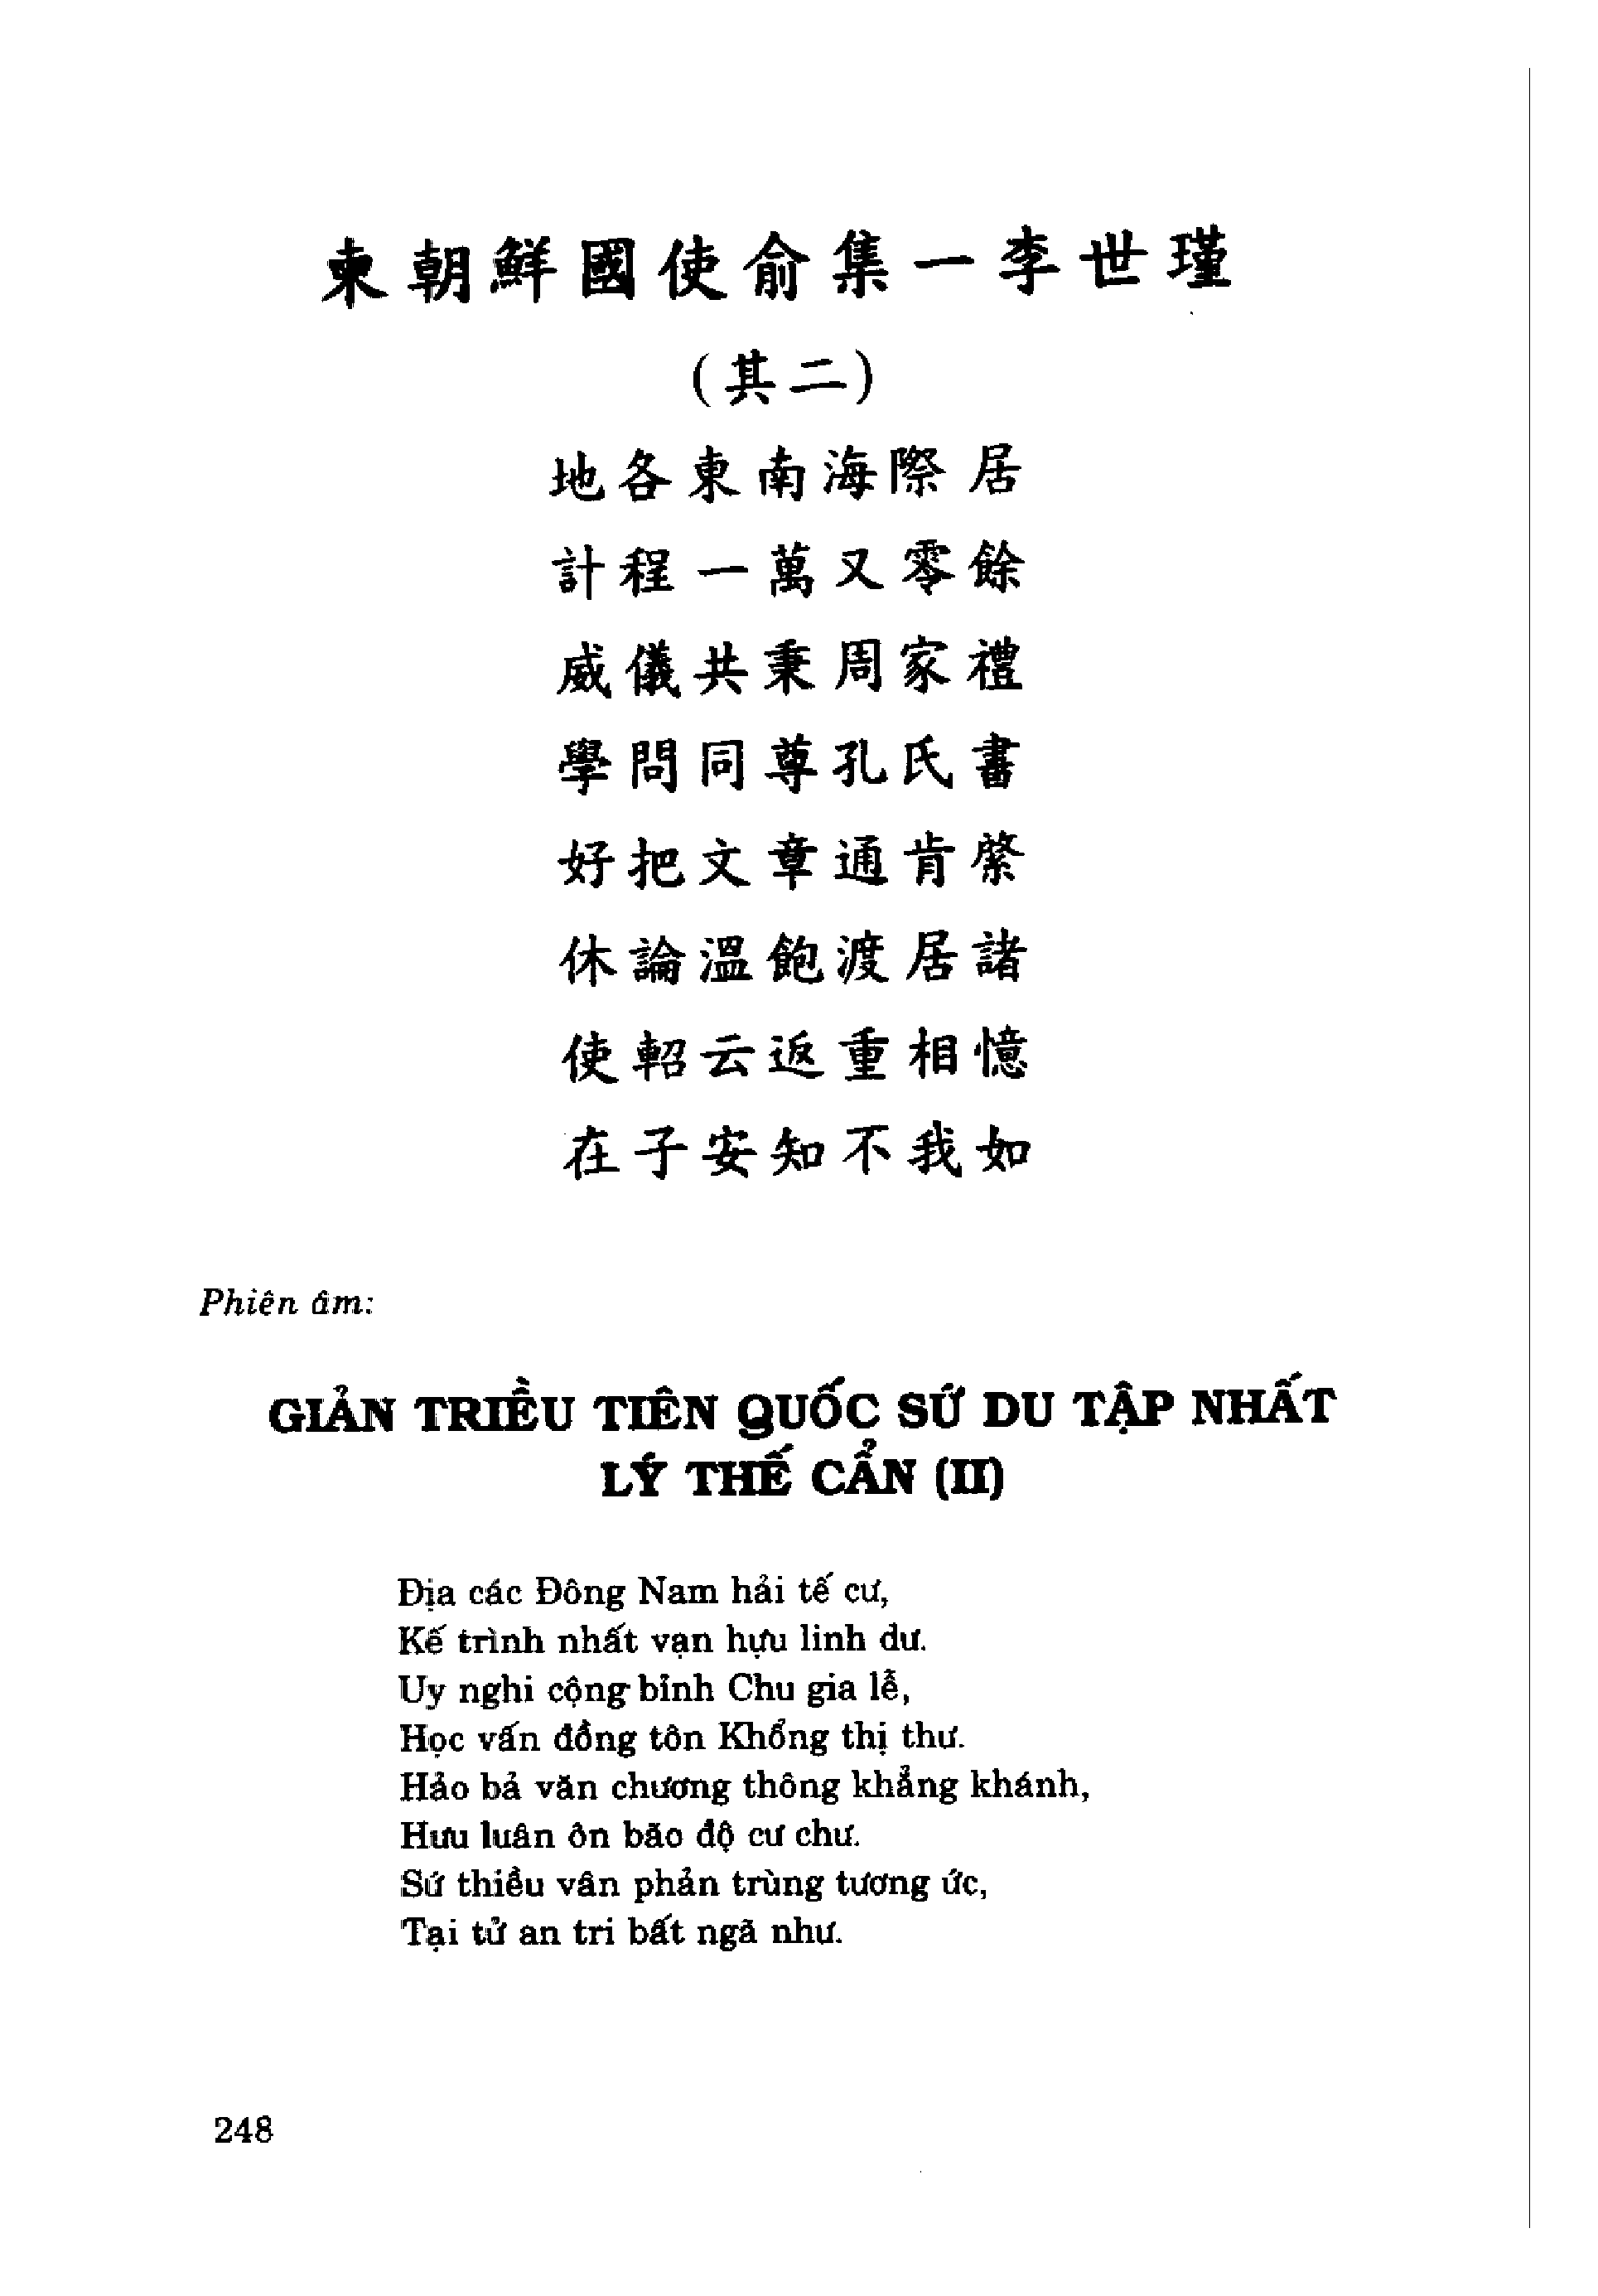 柬朝鮮國使俞集一李世瑾
(其二)
地各東南海際居
計程一萬又零餘
威儀共秉周家禮
學問同尊孔氏書
好把文章通肯綮
休論溫飽渡居諸
使軺云返重相憶
在子安知不我如
Phiên âm:
GIẢN TRIỀU TIÊN QUỐC SỨ DU TẬP NHẤT
LÝ THẾ CẨN (II)
Địa các Đông Nam hải tế cư,
Kế trình nhất vạn hựu linh dư.
Uy nghi cộng bỉnh Chu gia lễ,
Học vấn đồng tôn Khổng thị thư.
Hảo bả văn chương thông khẳng khánh,
Hưu luân ôn bão độ cư chư.
Sứ thiều vân phản trùng tương ức,
Tại tử an tri bất ngã như.
248